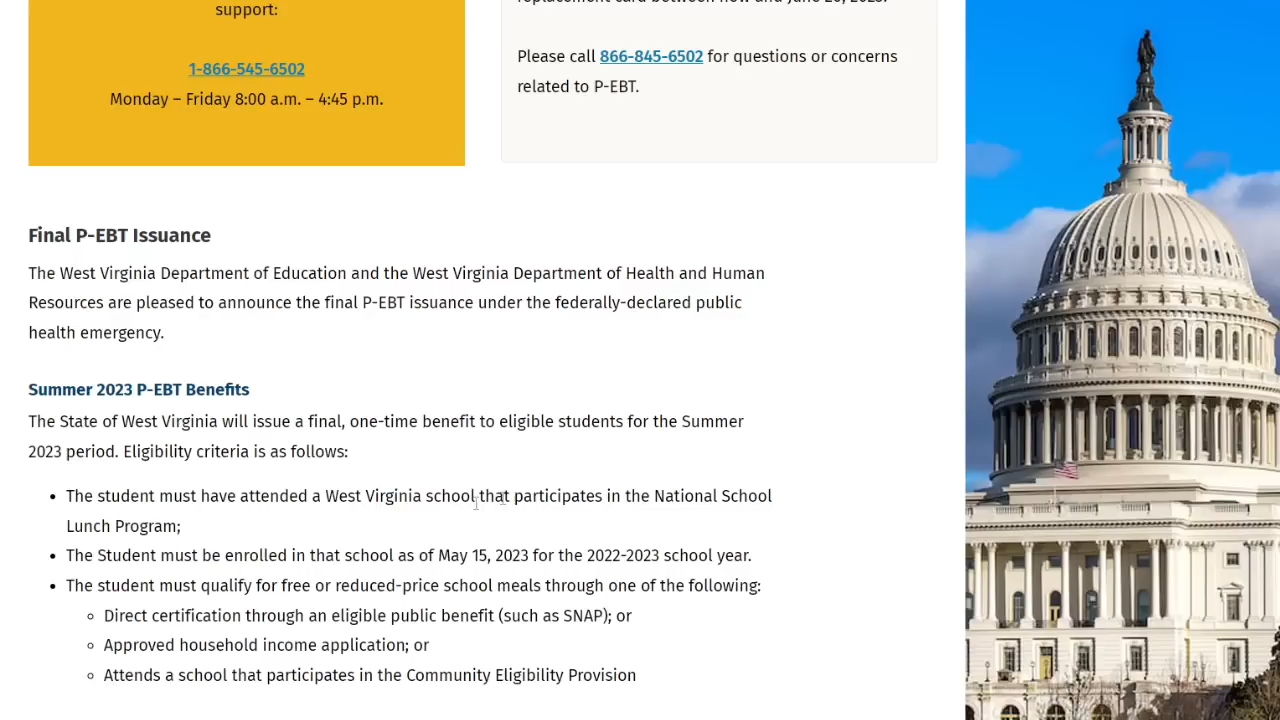 support:
1-866-545-6502
Monday – Friday 8:00 a.m. – 4:45 p.m.
Please call 866-845-6502 for questions or concerns
related to P-EBT.
Final P-EBT Issuance
The West Virginia Department of Education and the West Virginia Department of Health and Human
Resources are pleased to announce the final P-EBT issuance under the federally-declared public
health emergency.
Summer 2023 P-EBT Benefits
The State of West Virginia will issue a final, one-time benefit to eligible students for the Summer
2023 period. Eligibility criteria is as follows:
• The student must have attended a West Virginia school that participates in the National School
Lunch Program;
• The Student must be enrolled in that school as of May 15, 2023 for the 2022-2023 school year.
• The student must qualify for free or reduced-price school meals through one of the following:
◦ Direct certification through an eligible public benefit (such as SNAP); or
◦ Approved household income application; or
◦ Attends a school that participates in the Community Eligibility Provision